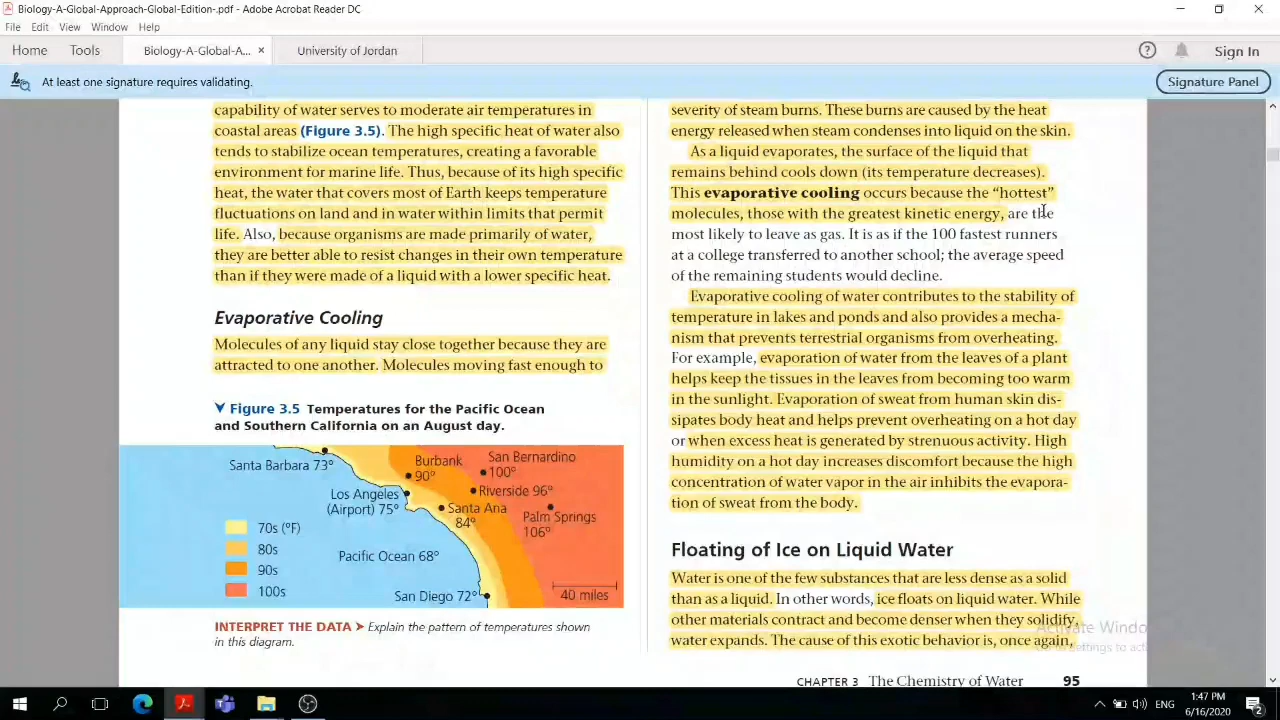 Biology-A-Global-Approach-Global-Edition-.pdf - Adobe Acrobat Reader DC
File Edit View Window Help
Home Tools Biology-A-Global-A... × University of Jordan Sign In
At least one signature requires validating. Signature Panel
capability of water serves to moderate air temperatures in
coastal areas (Figure 3.5). The high specific heat of water also
tends to stabilize ocean temperatures, creating a favorable
environment for marine life. Thus, because of its high specific
heat, the water that covers most of Earth keeps temperature
fluctuations on land and in water within limits that permit
life. Also, because organisms are made primarily of water,
they are better able to resist changes in their own temperature
than if they were made of a liquid with a lower specific heat.
Evaporative Cooling
Molecules of any liquid stay close together because they are
attracted to one another. Molecules moving fast enough to
Figure 3.5 Temperatures for the Pacific Ocean
and Southern California on an August day.
Santa Barbara 73°
Burbank
90°
San Bernardino
100°
Los Angeles
(Airport) 75°
Riverside 96°
Santa Ana
84°
Palm Springs
106°
70s (°F)
80s
90s
100s
Pacific Ocean 68°
San Diego 72°
40 miles
INTERPRET THE DATA ➤ Explain the pattern of temperatures shown
in this diagram.
severity of steam burns. These burns are caused by the heat
energy released when steam condenses into liquid on the skin.
As a liquid evaporates, the surface of the liquid that
remains behind cools down (its temperature decreases).
This evaporative cooling occurs because the “hottest”
molecules, those with the greatest kinetic energy, are the
most likely to leave as gas. It is as if the 100 fastest runners
at a college transferred to another school; the average speed
of the remaining students would decline.
Evaporative cooling of water contributes to the stability of
temperature in lakes and ponds and also provides a mecha-
nism that prevents terrestrial organisms from overheating.
For example, evaporation of water from the leaves of a plant
helps keep the tissues in the leaves from becoming too warm
in the sunlight. Evaporation of sweat from human skin dis-
sipates body heat and helps prevent overheating on a hot day
or when excess heat is generated by strenuous activity. High
humidity on a hot day increases discomfort because the high
concentration of water vapor in the air inhibits the evapora-
tion of sweat from the body.
Floating of Ice on Liquid Water
Water is one of the few substances that are less dense as a solid
than as a liquid. In other words, ice floats on liquid water. While
other materials contract and become denser when they solidify,
water expands. The cause of this exotic behavior is, once again,
Activate Windo
to Settings to act
CHAPTER 3 The Chemistry of Water 95
ENG
1:47 PM
6/16/2020
2